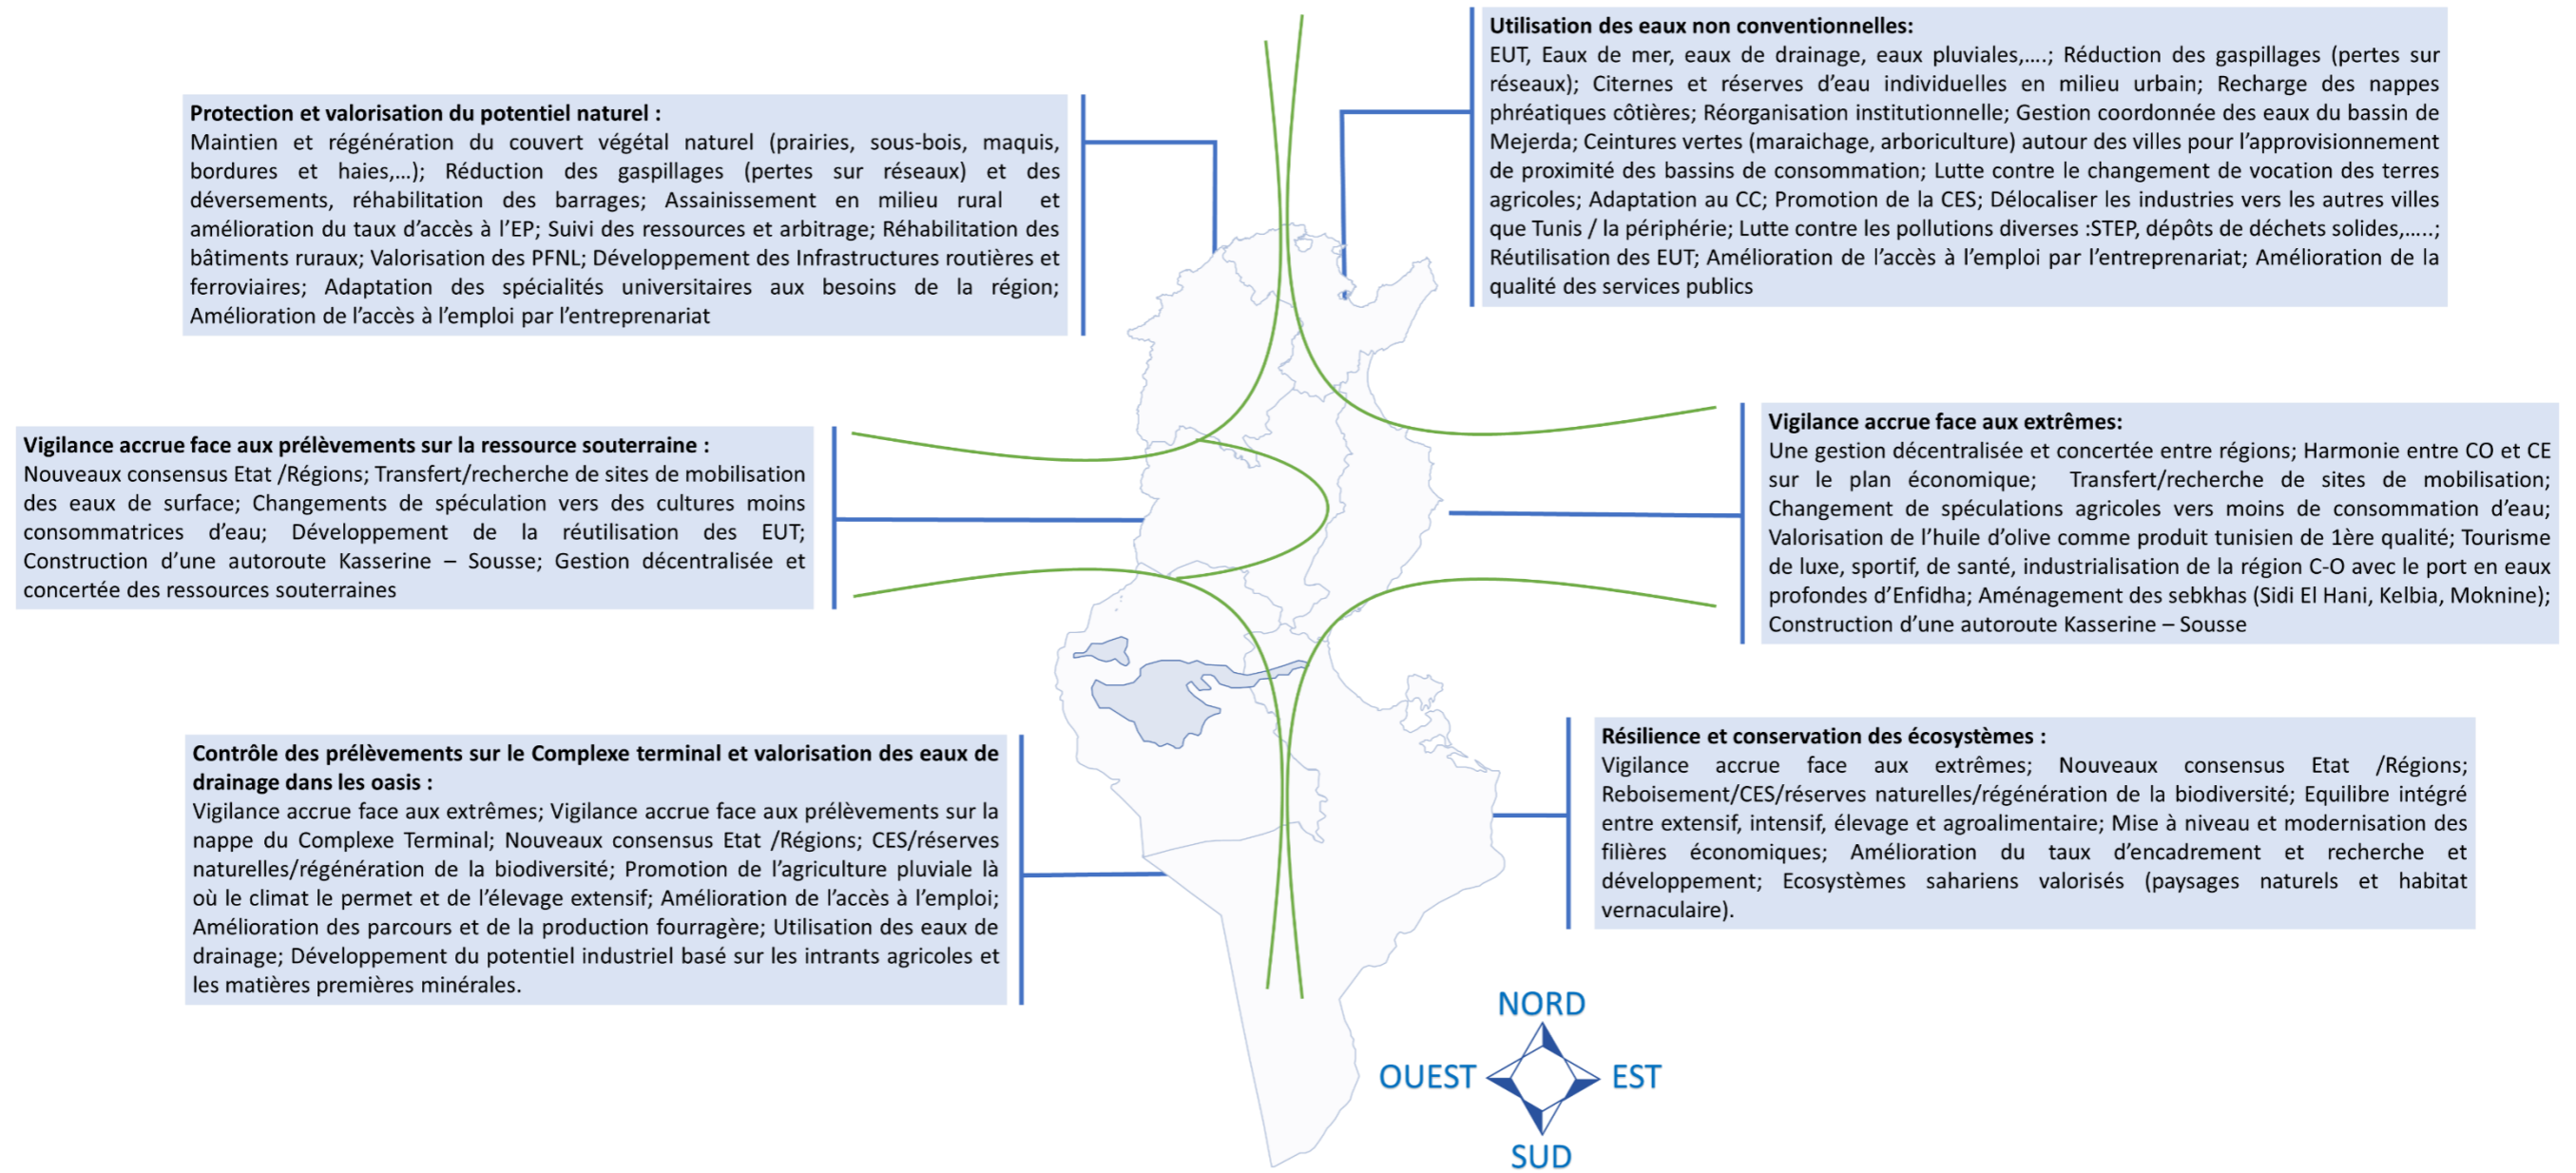 Protection et valorisation du potentiel naturel :
Maintien et régénération du couvert végétal naturel (prairies, sous-bois, maquis,
bordures et haies,…); Réduction des gaspillages (pertes sur réseaux) et des
déversements, réhabilitation des barrages; Assainissement en milieu rural et
amélioration du taux d’accès à l’EP; Suivi des ressources et arbitrage; Réhabilitation des
bâtiments ruraux; Valorisation des PFNL; Développement des Infrastructures routières et
ferroviaires; Adaptation des spécialités universitaires aux besoins de la région;
Amélioration de l’accès à l’emploi par l’entreprenariat
Utilisation des eaux non conventionnelles:
EUT, Eaux de mer, eaux de drainage, eaux pluviales,….; Réduction des gaspillages (pertes sur
réseaux); Citernes et réserves d’eau individuelles en milieu urbain; Recharge des nappes
phréatiques côtières; Réorganisation institutionnelle; Gestion coordonnée des eaux du bassin de
Mejerda; Ceintures vertes (maraichage, arboriculture) autour des villes pour l’approvisionnement
de proximité des bassins de consommation; Lutte contre le changement de vocation des terres
agricoles; Adaptation au CC; Promotion de la CES; Délocaliser les industries vers les autres villes
que Tunis / la périphérie; Lutte contre les pollutions diverses :STEP, dépôts de déchets solides,…..;
Réutilisation des EUT; Amélioration de l’accès à l’emploi par l’entreprenariat; Amélioration de la
qualité des services publics
Vigilance accrue face aux prélèvements sur la ressource souterraine :
Nouveaux consensus Etat /Régions; Transfert/recherche de sites de mobilisation
des eaux de surface; Changements de spéculation vers des cultures moins
consommatrices d’eau; Développement de la réutilisation des EUT;
Construction d’une autoroute Kasserine – Sousse; Gestion décentralisée et
concertée des ressources souterraines
Vigilance accrue face aux extrêmes:
Une gestion décentralisée et concertée entre régions; Harmonie entre CO et CE
sur le plan économique; Transfert/recherche de sites de mobilisation;
Changement de spéculations agricoles vers moins de consommation d’eau;
Valorisation de l’huile d’olive comme produit tunisien de 1ère qualité; Tourisme
de luxe, sportif, de santé, industrialisation de la région C-O avec le port en eaux
profondes d’Enfidha; Aménagement des sebkhas (Sidi El Hani, Kelbia, Moknine);
Construction d’une autoroute Kasserine – Sousse
Contrôle des prélèvements sur le Complexe terminal et valorisation des eaux de
drainage dans les oasis :
Vigilance accrue face aux extrêmes; Vigilance accrue face aux prélèvements sur la
nappe du Complexe Terminal; Nouveaux consensus Etat /Régions; CES/réserves
naturelles/régénération de la biodiversité; Promotion de l’agriculture pluviale là
où le climat le permet et de l’élevage extensif; Amélioration de l’accès à l’emploi;
Amélioration des parcours et de la production fourragère; Utilisation des eaux de
drainage; Développement du potentiel industriel basé sur les intrants agricoles et
les matières premières minérales.
Résilience et conservation des écosystèmes :
Vigilance accrue face aux extrêmes; Nouveaux consensus Etat /Régions;
Reboisement/CES/réserves naturelles/régénération de la biodiversité; Equilibre intégré
entre extensif, intensif, élevage et agroalimentaire; Mise à niveau et modernisation des
filières économiques; Amélioration du taux d’encadrement et recherche et
développement; Ecosystèmes sahariens valorisés (paysages naturels et habitat
vernaculaire).
NORD
OUEST
EST
SUD